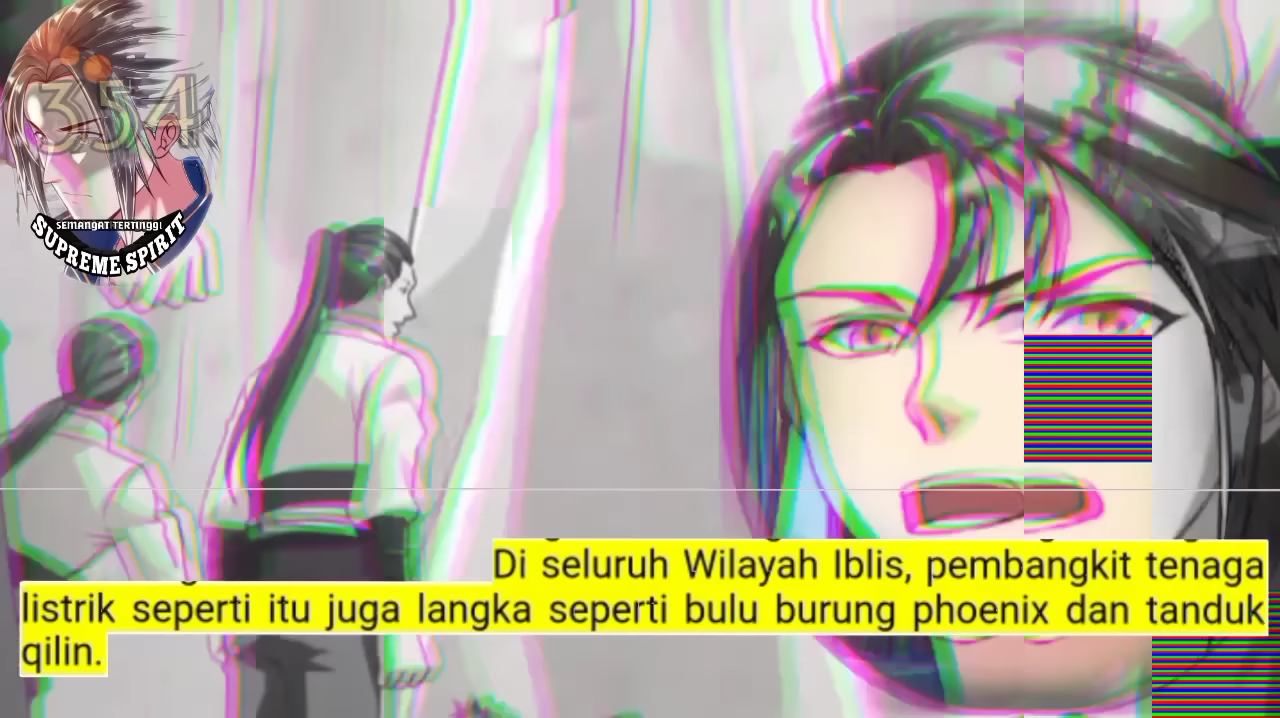 354
SEMANGAT TERTINGGI
SUPREME SPIRIT
Di seluruh Wilayah Iblis, pembangkit tenaga
listrik seperti itu juga langka seperti bulu burung phoenix dan tanduk
qilin.